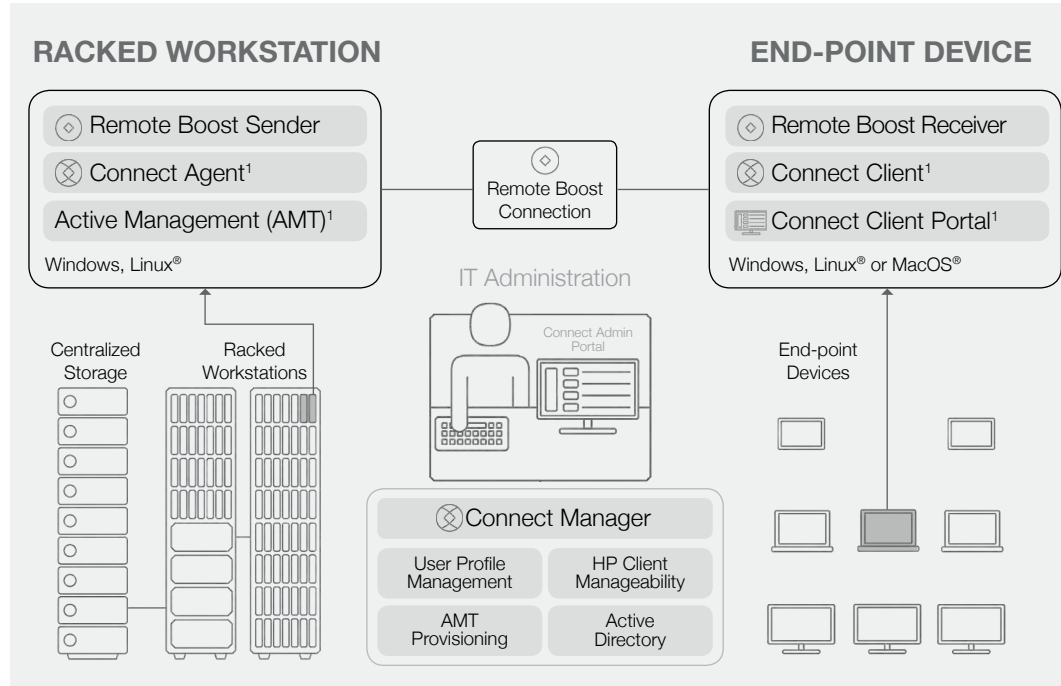 RACKED WORKSTATION
Remote Boost Sender
Connect Agent¹
Active Management (AMT)¹
Windows, Linux®
Remote Boost
Connection
END-POINT DEVICE
Remote Boost Receiver
Connect Client¹
Connect Client Portal¹
Windows, Linux® or MacOS®
Centralized
Storage
Racked
Workstations
IT Administration
Connect Admin
Portal
Connect Manager
User Profile
Management
HP Client
Manageability
AMT
Provisioning
Active
Directory
End-point
Devices